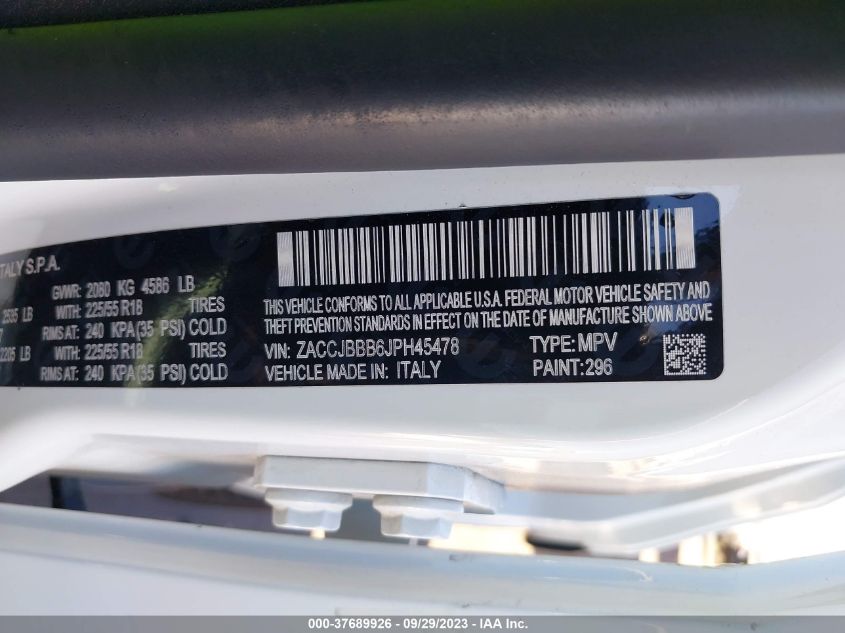 ITALY S.P.A.
GVWR: 2080 KG 4586 LB
2535 LB WITH: 225/55 R18 TIRES
RIMS AT: 240 KPA(35 PSI) COLD
2205 LB WITH: 225/55 R18 TIRES
RIMS AT: 240 KPA(35 PSI) COLD
THIS VEHICLE CONFORMS TO ALL APPLICABLE U.S.A. FEDERAL MOTOR VEHICLE SAFETY AND
THEFT PREVENTION STANDARDS IN EFFECT ON THE DATE OF MANUFACTURE SHOWN ABOVE
VIN: ZACCJBBB6JPH45478 TYPE: MPV
VEHICLE MADE IN: ITALY PAINT: 296
000-37689926 - 09/29/2023 - IAA Inc.